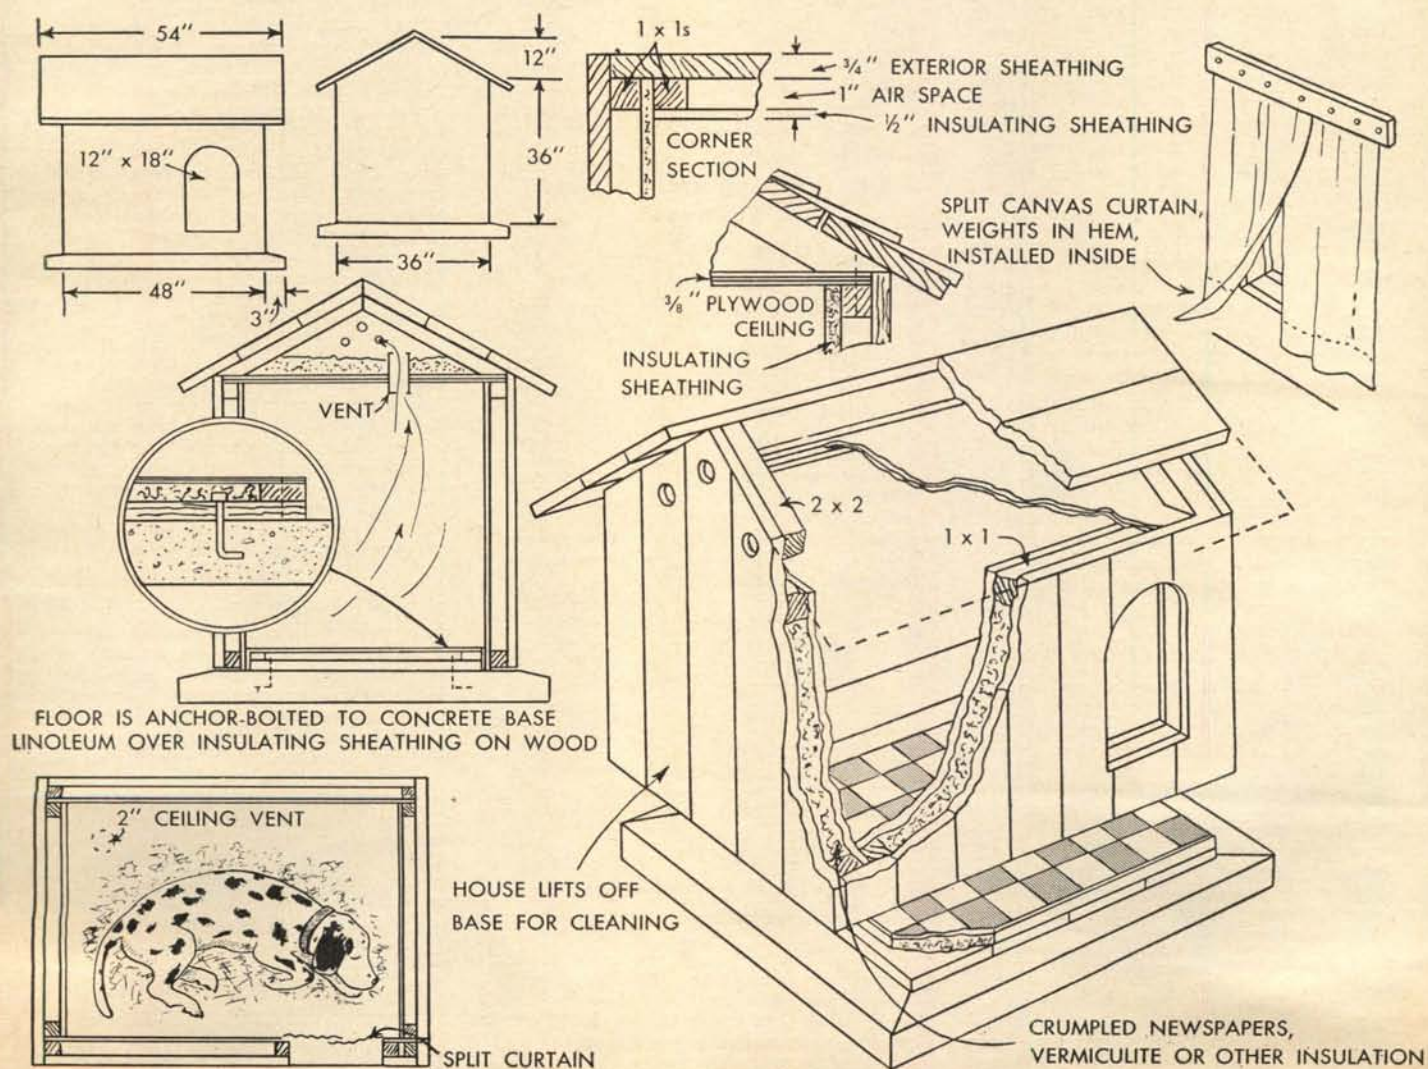 54"
12"
12" x 18"
36"
36"
48"
3"
1 x 1s
¾" EXTERIOR SHEATHING
1" AIR SPACE
½" INSULATING SHEATHING
CORNER
SECTION
⅜" PLYWOOD
CEILING
INSULATING
SHEATHING
SPLIT CANVAS CURTAIN,
WEIGHTS IN HEM,
INSTALLED INSIDE
VENT
FLOOR IS ANCHOR-BOLTED TO CONCRETE BASE
LINOLEUM OVER INSULATING SHEATHING ON WOOD
2 x 2
1 x 1
2" CEILING VENT
SPLIT CURTAIN
HOUSE LIFTS OFF
BASE FOR CLEANING
CRUMPLED NEWSPAPERS,
VERMICULITE OR OTHER INSULATION